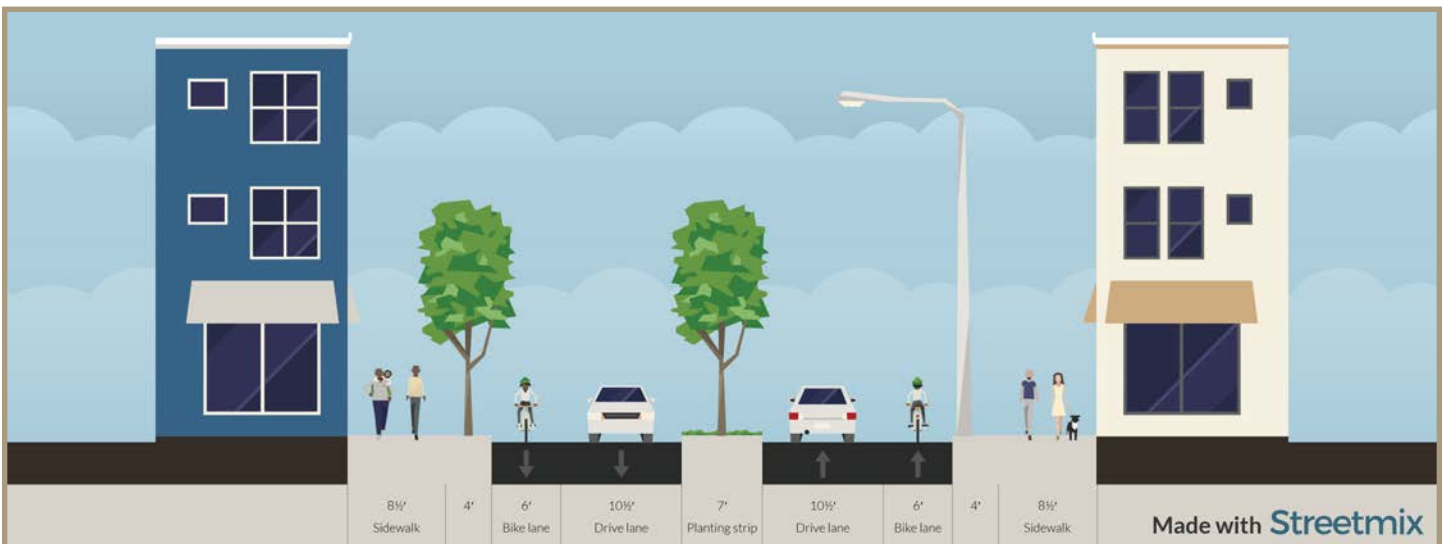 8½'
Sidewalk
4'
6'
Bike lane
10½'
Drive lane
7'
Planting strip
10½'
Drive lane
6'
Bike lane
4'
8½'
Sidewalk
Made with Streetmix